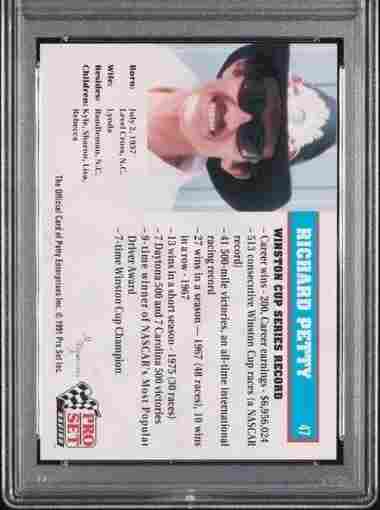 RICHARD PETTY 47
WINSTON CUP SERIES RECORD
– Career wins - 200, Career earnings - $6,956,024
– 513 consecutive Winston Cup races (a NASCAR
record)
– 41 500-mile victories, an all-time international
racing record
– 27 wins in a season — 1967 (48 races), 10 wins
in a row - 1967
– 13 wins in a short season- 1975 (30 races)
– 7 Daytona 500 and 7 Carolina 500 victories
– 9-time winner of NASCAR's Most Popular
Driver Award
– 7-time Winston Cup Champion
Born: July 2, 1937
Level Cross, N.C.
Wife: Lynda
Resides: Randleman, N.C.
Children: Kyle, Sharon, Lisa,
Rebecca
The Official Card of Petty Enterprises Inc. © 1991 Pro Set Inc.
PRO
SET